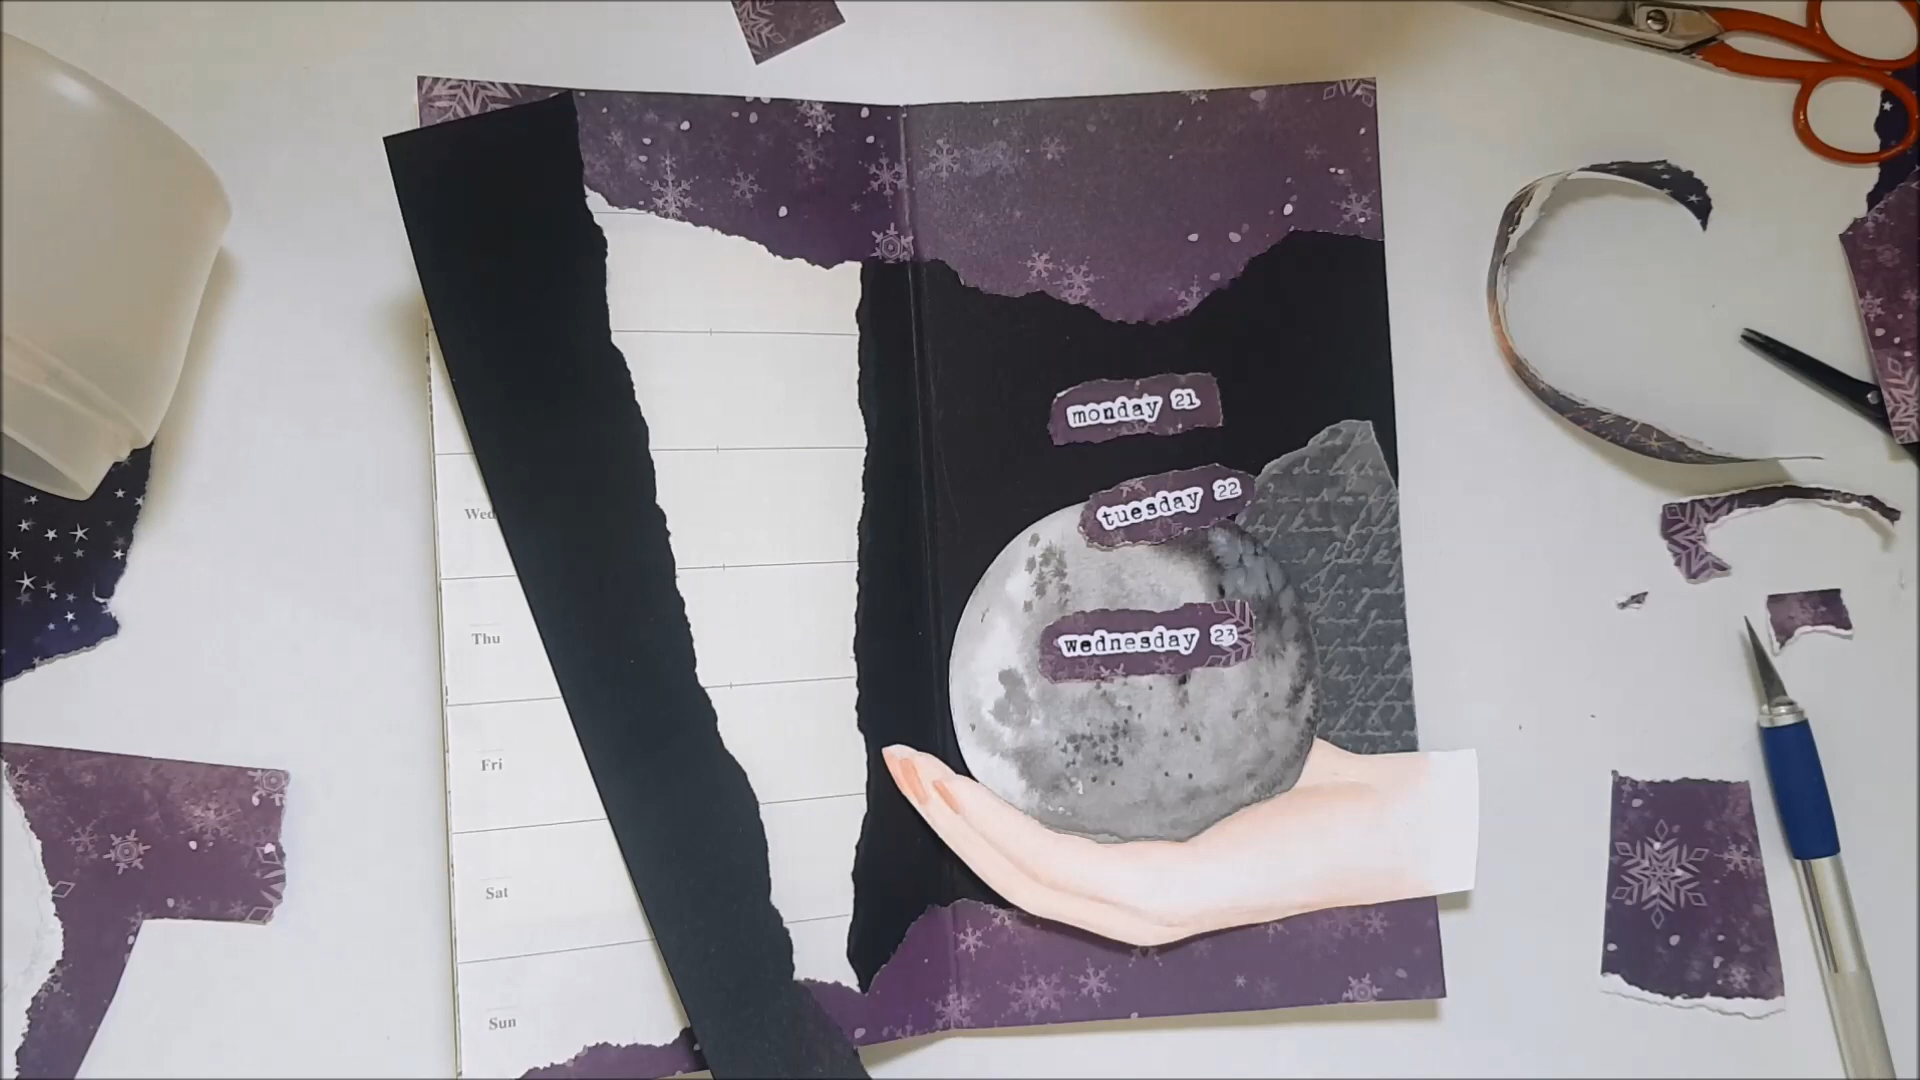 Wed
Thu
Fri
Sat
Sun
monday 21
tuesday 22
wednesday 23